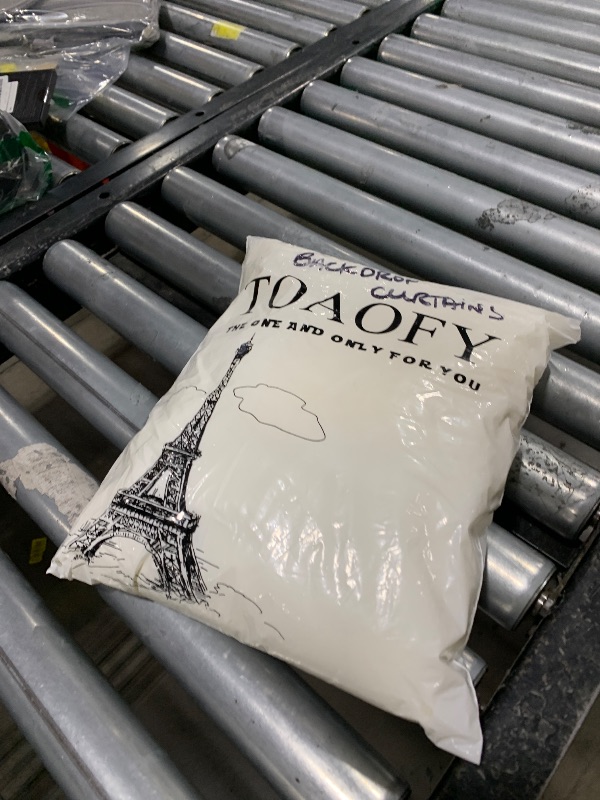 BACKDROP
CURTAINS
TOAOFY
THE ONE AND ONLY FOR YOU